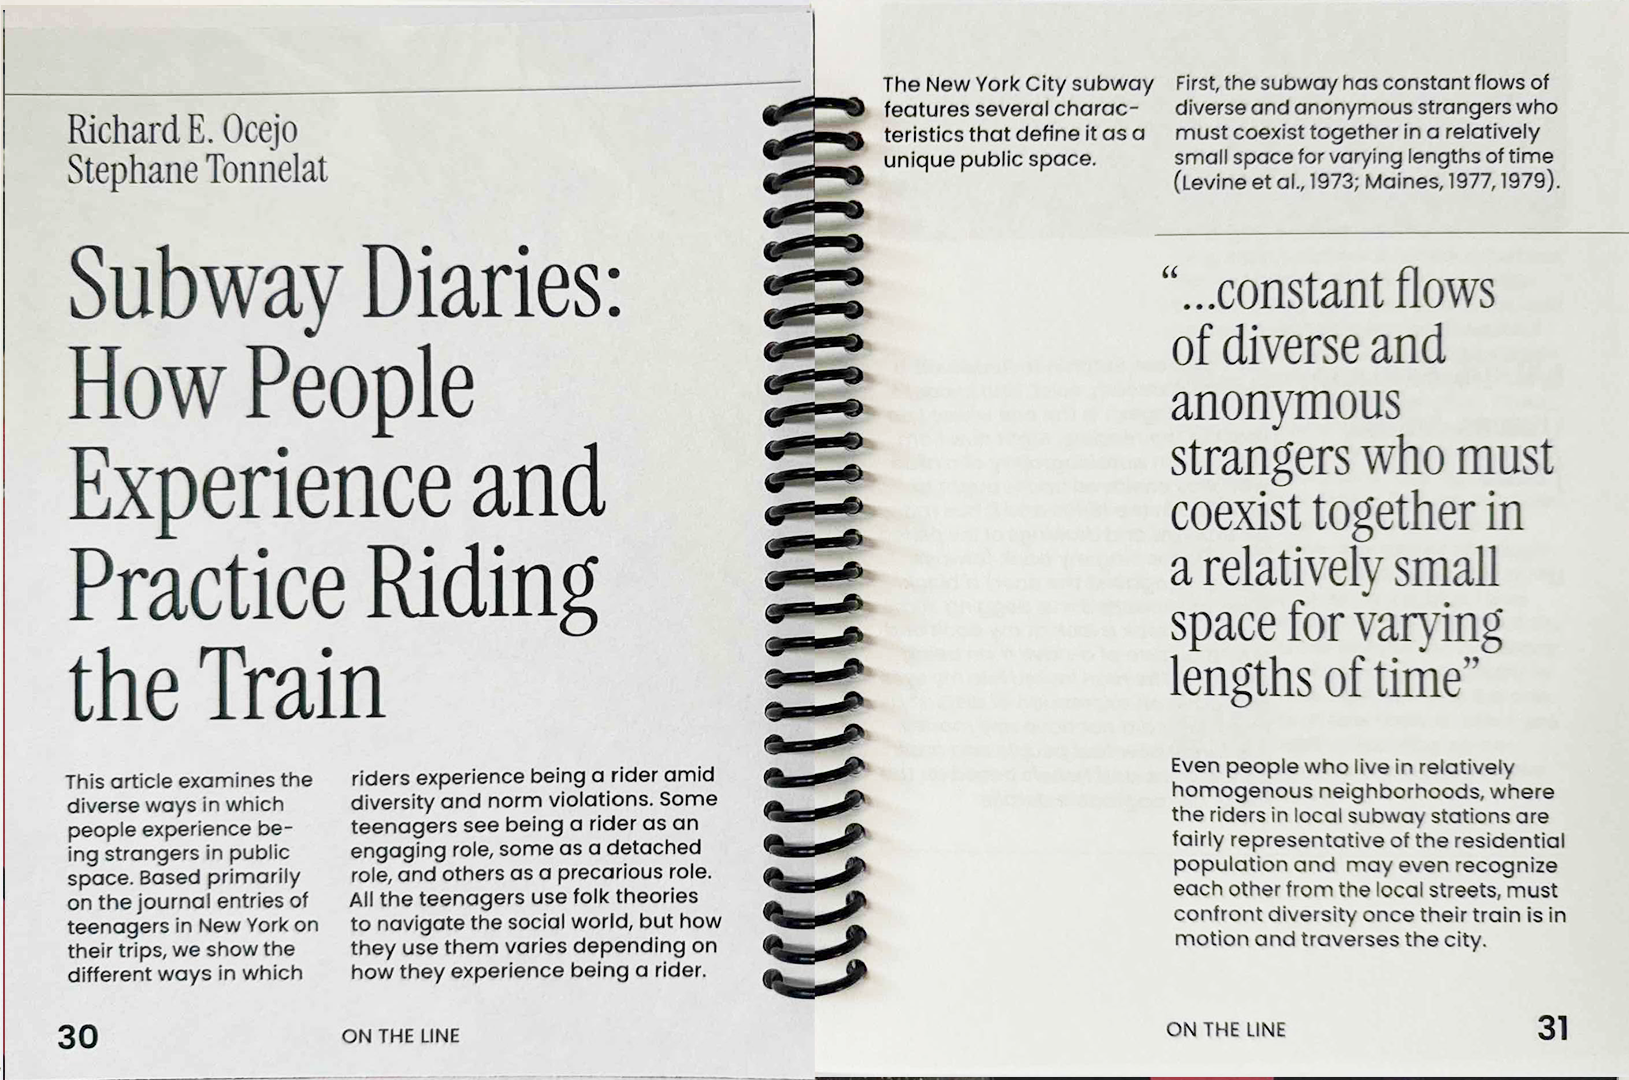 Richard E. Ocejo
Stephane Tonnelat
Subway Diaries:
How People
Experience and
Practice Riding
the Train
This article examines the
diverse ways in which
people experience be-
ing strangers in public
space. Based primarily
on the journal entries of
teenagers in New York on
their trips, we show the
different ways in which
riders experience being a rider amid
diversity and norm violations. Some
teenagers see being a rider as an
engaging role, some as a detached
role, and others as a precarious role.
All the teenagers use folk theories
to navigate the social world, but how
they use them varies depending on
how they experience being a rider.
30
ON THE LINE
The New York City subway
features several charac-
teristics that define it as a
unique public space.
First, the subway has constant flows of
diverse and anonymous strangers who
must coexist together in a relatively
small space for varying lengths of time
(Levine et al., 1973; Maines, 1977, 1979).
“...constant flows
of diverse and
anonymous
strangers who must
coexist together in
a relatively small
space for varying
lengths of time”
Even people who live in relatively
homogenous neighborhoods, where
the riders in local subway stations are
fairly representative of the residential
population and may even recognize
each other from the local streets, must
confront diversity once their train is in
motion and traverses the city.
ON THE LINE
31